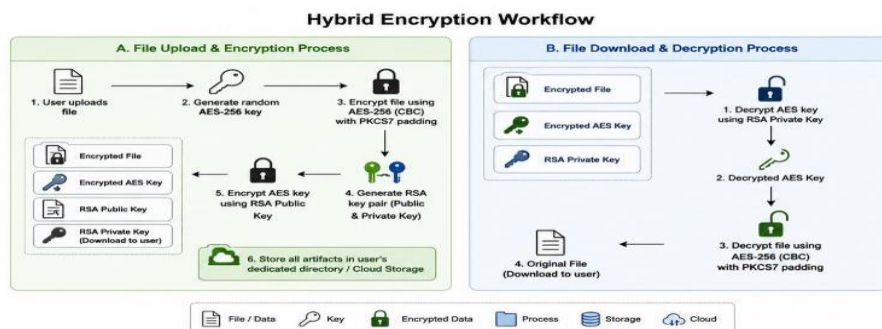 Hybrid Encryption Workflow
A. File Upload & Encryption Process
1. User uploads
file
2. Generate random
AES-256 key
3. Encrypt file using
AES-256 (CBC)
with PKCS7 padding
4. Generate RSA
key pair (Public
& Private Key)
5. Encrypt AES key
using RSA Public
Key
Encrypted File
Encrypted AES Key
RSA Public Key
RSA Private Key
(Download to user)
6. Store all artifacts in user's
dedicated directory / Cloud Storage
B. File Download & Decryption Process
Encrypted File
Encrypted AES Key
RSA Private Key
1. Decrypt AES key
using RSA Private Key
2. Decrypted AES Key
3. Decrypt file using
AES-256 (CBC)
with PKCS7 padding
4. Original File
(Download to user)
File / Data
Key
Encrypted Data
Process
Storage
Cloud